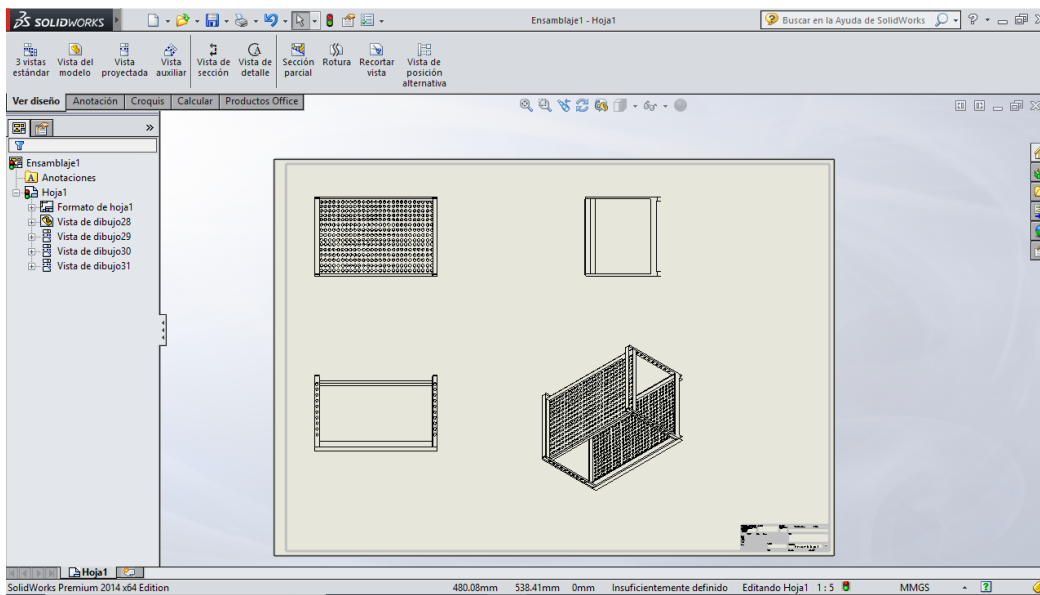 SOLIDWORKS
Ensamblaje1 - Hoja1
Buscar en la Ayuda de SolidWorks
3 vistas estándar
Vista del modelo
Vista proyectada
Vista auxiliar
Vista de sección
Vista de detalle
Sección parcial
Rotura
Recortar vista
Vista de posición alternativa
Ver diseño Anotación Croquis Calcular Productos Office
Ensamblaje1
A Anotaciones
Hoja1
Formato de hoja1
Vista de dibujo28
Vista de dibujo29
Vista de dibujo30
Vista de dibujo31
Hoja1
SolidWorks Premium 2014 x64 Edition 480.08mm 538.41mm 0mm Insuficientemente definido Editando Hoja1 1 : 5 MMGS